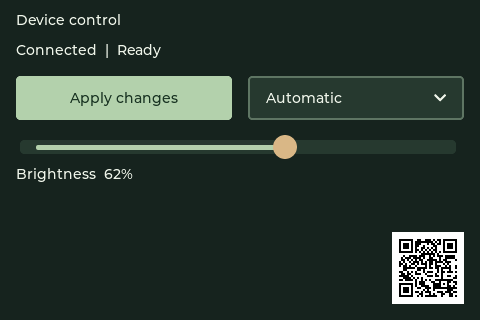 Device control
Connected | Ready
Apply changes
Automatic
Brightness 62%